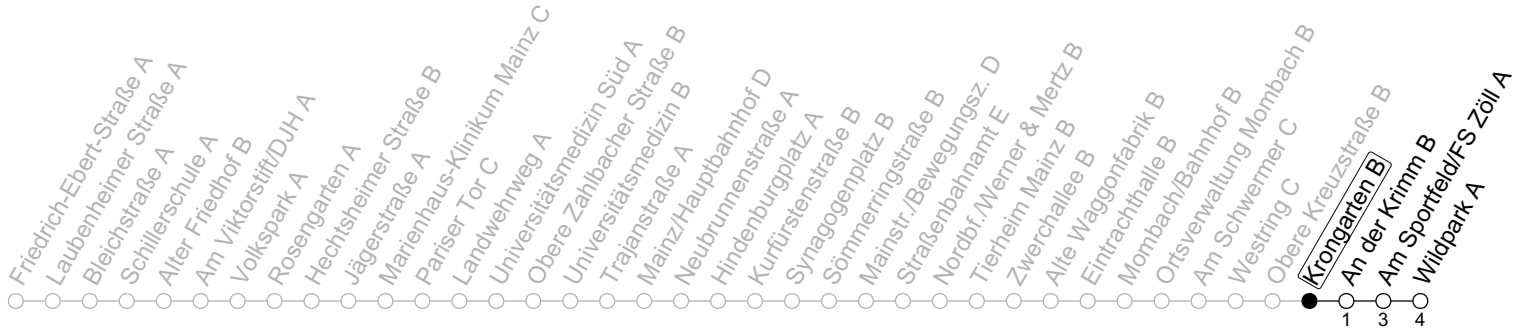 Friedrich-Ebert-Straße A
Laubenheimer Straße A
Bleichstraße A
Schillerschule A
Alter Friedhof B
Am Viktorstift/DJH A
Volkspark A
Rosengarten A
Hechtsheimer Straße B
Jägerstraße A
Marienhaus-Klinikum Mainz C
Pariser Tor C
Landwehrweg A
Universitätsmedizin Süd A
Obere Zahlbacher Straße B
Universitätsmedizin B
Trajanstraße A
Mainz/Hauptbahnhof D
Neubrunnenstraße A
Hindenburgplatz A
Kurfürstenstraße B
Synagogenplatz B
Sömmerringstraße B
Mainstr./Bewegungsz. D
Straßenbahnamt E
Nordbf./Werner & Mertz B
Tierheim Mainz B
Zwerchallee B
Alte Waggonfabrik B
Eintrachthalle B
Mombach/Bahnhof B
Ortsverwaltung Mombach B
Am Schwermer C
Westring C
Obere Kreuzstraße B
Krongarten B
An der Krimm B
Am Sportfeld/FS Zöll A
Wildpark A
1 3 4